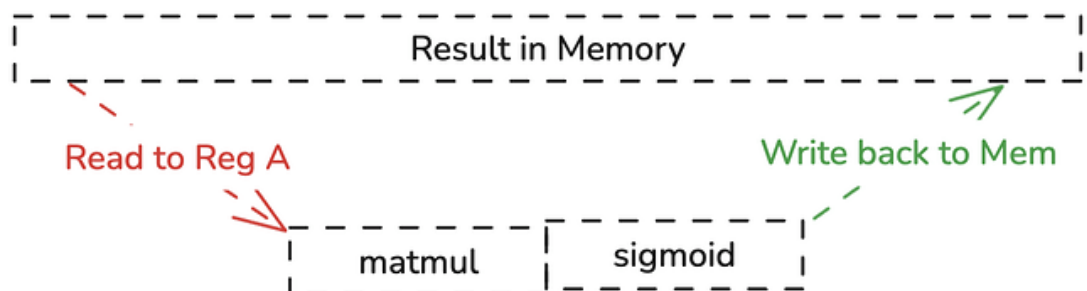 Result in Memory
Read to Reg A
Write back to Mem
matmul
sigmoid